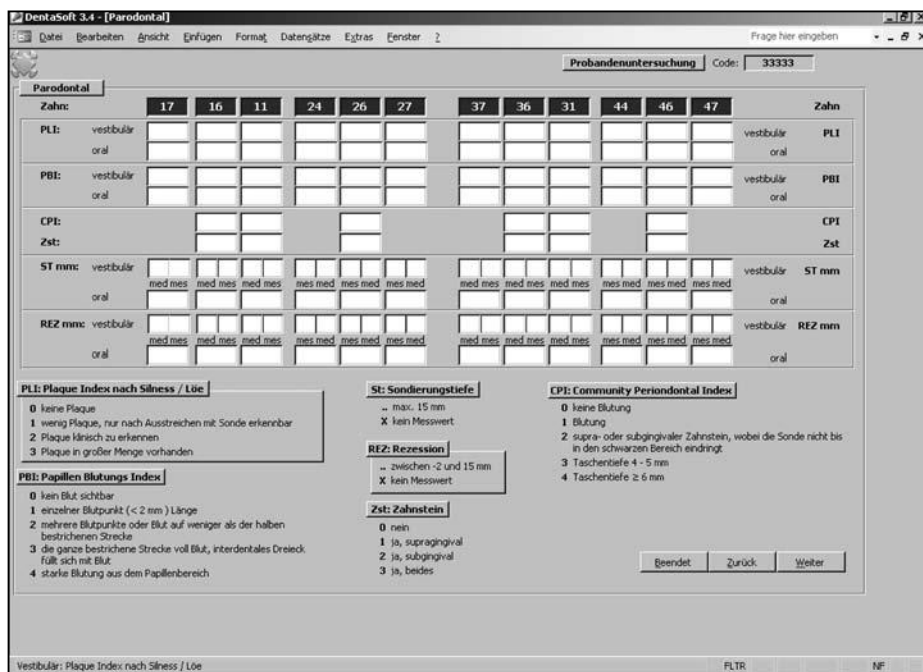 DentaSoft 3.4 - [Parodontal]
Datei Bearbeiten Ansicht Einfügen Format Datensätze Extras Fenster ? Frage hier eingeben
Probandenuntersuchung Code: 33333
Parodontal
Zahn: 17 16 11 24 26 27 37 36 31 44 46 47 Zahn
PLI: vestibulär vestibulär PLI
oral oral
PBI: vestibulär vestibulär PBI
oral oral
CPI: CPI
Zst: Zst
ST mm: vestibulär vestibulär ST mm
med mes med mes med mes mes med mes med mes med med mes med mes med mes mes med mes med mes med
oral oral
REZ mm: vestibulär vestibulär REZ mm
med mes med mes med mes mes med mes med mes med med mes med mes med mes mes med mes med mes med
oral oral
PLI: Plaque Index nach Silness / Löe
0 keine Plaque
1 wenig Plaque, nur nach Ausstreichen mit Sonde erkennbar
2 Plaque klinisch zu erkennen
3 Plaque in großer Menge vorhanden
PBI: Papillen Blutungs Index
0 kein Blut sichtbar
1 einzelner Blutpunkt (< 2 mm) Länge
2 mehrere Blutpunkte oder Blut auf weniger als der halben
bestrichenen Strecke
3 die ganze bestrichene Strecke voll Blut, interdentales Dreieck
füllt sich mit Blut
4 starke Blutung aus dem Papillenbereich
St: Sondierungstiefe
.. max. 15 mm
X kein Messwert
REZ: Rezession
.. zwischen -2 und 15 mm
X kein Messwert
Zst: Zahnstein
0 nein
1 ja, supragingival
2 ja, subgingival
3 ja, beides
CPI: Community Periondontal Index
0 keine Blutung
1 Blutung
2 supra- oder subgingivaler Zahnstein, wobei die Sonde nicht bis
in den schwarzen Bereich eindringt
3 Taschentiefe 4 - 5 mm
4 Taschentiefe ≥ 6 mm
Beendet Zurück Weiter
Vestibulär: Plaque Index nach Silness / Löe FLTR NF